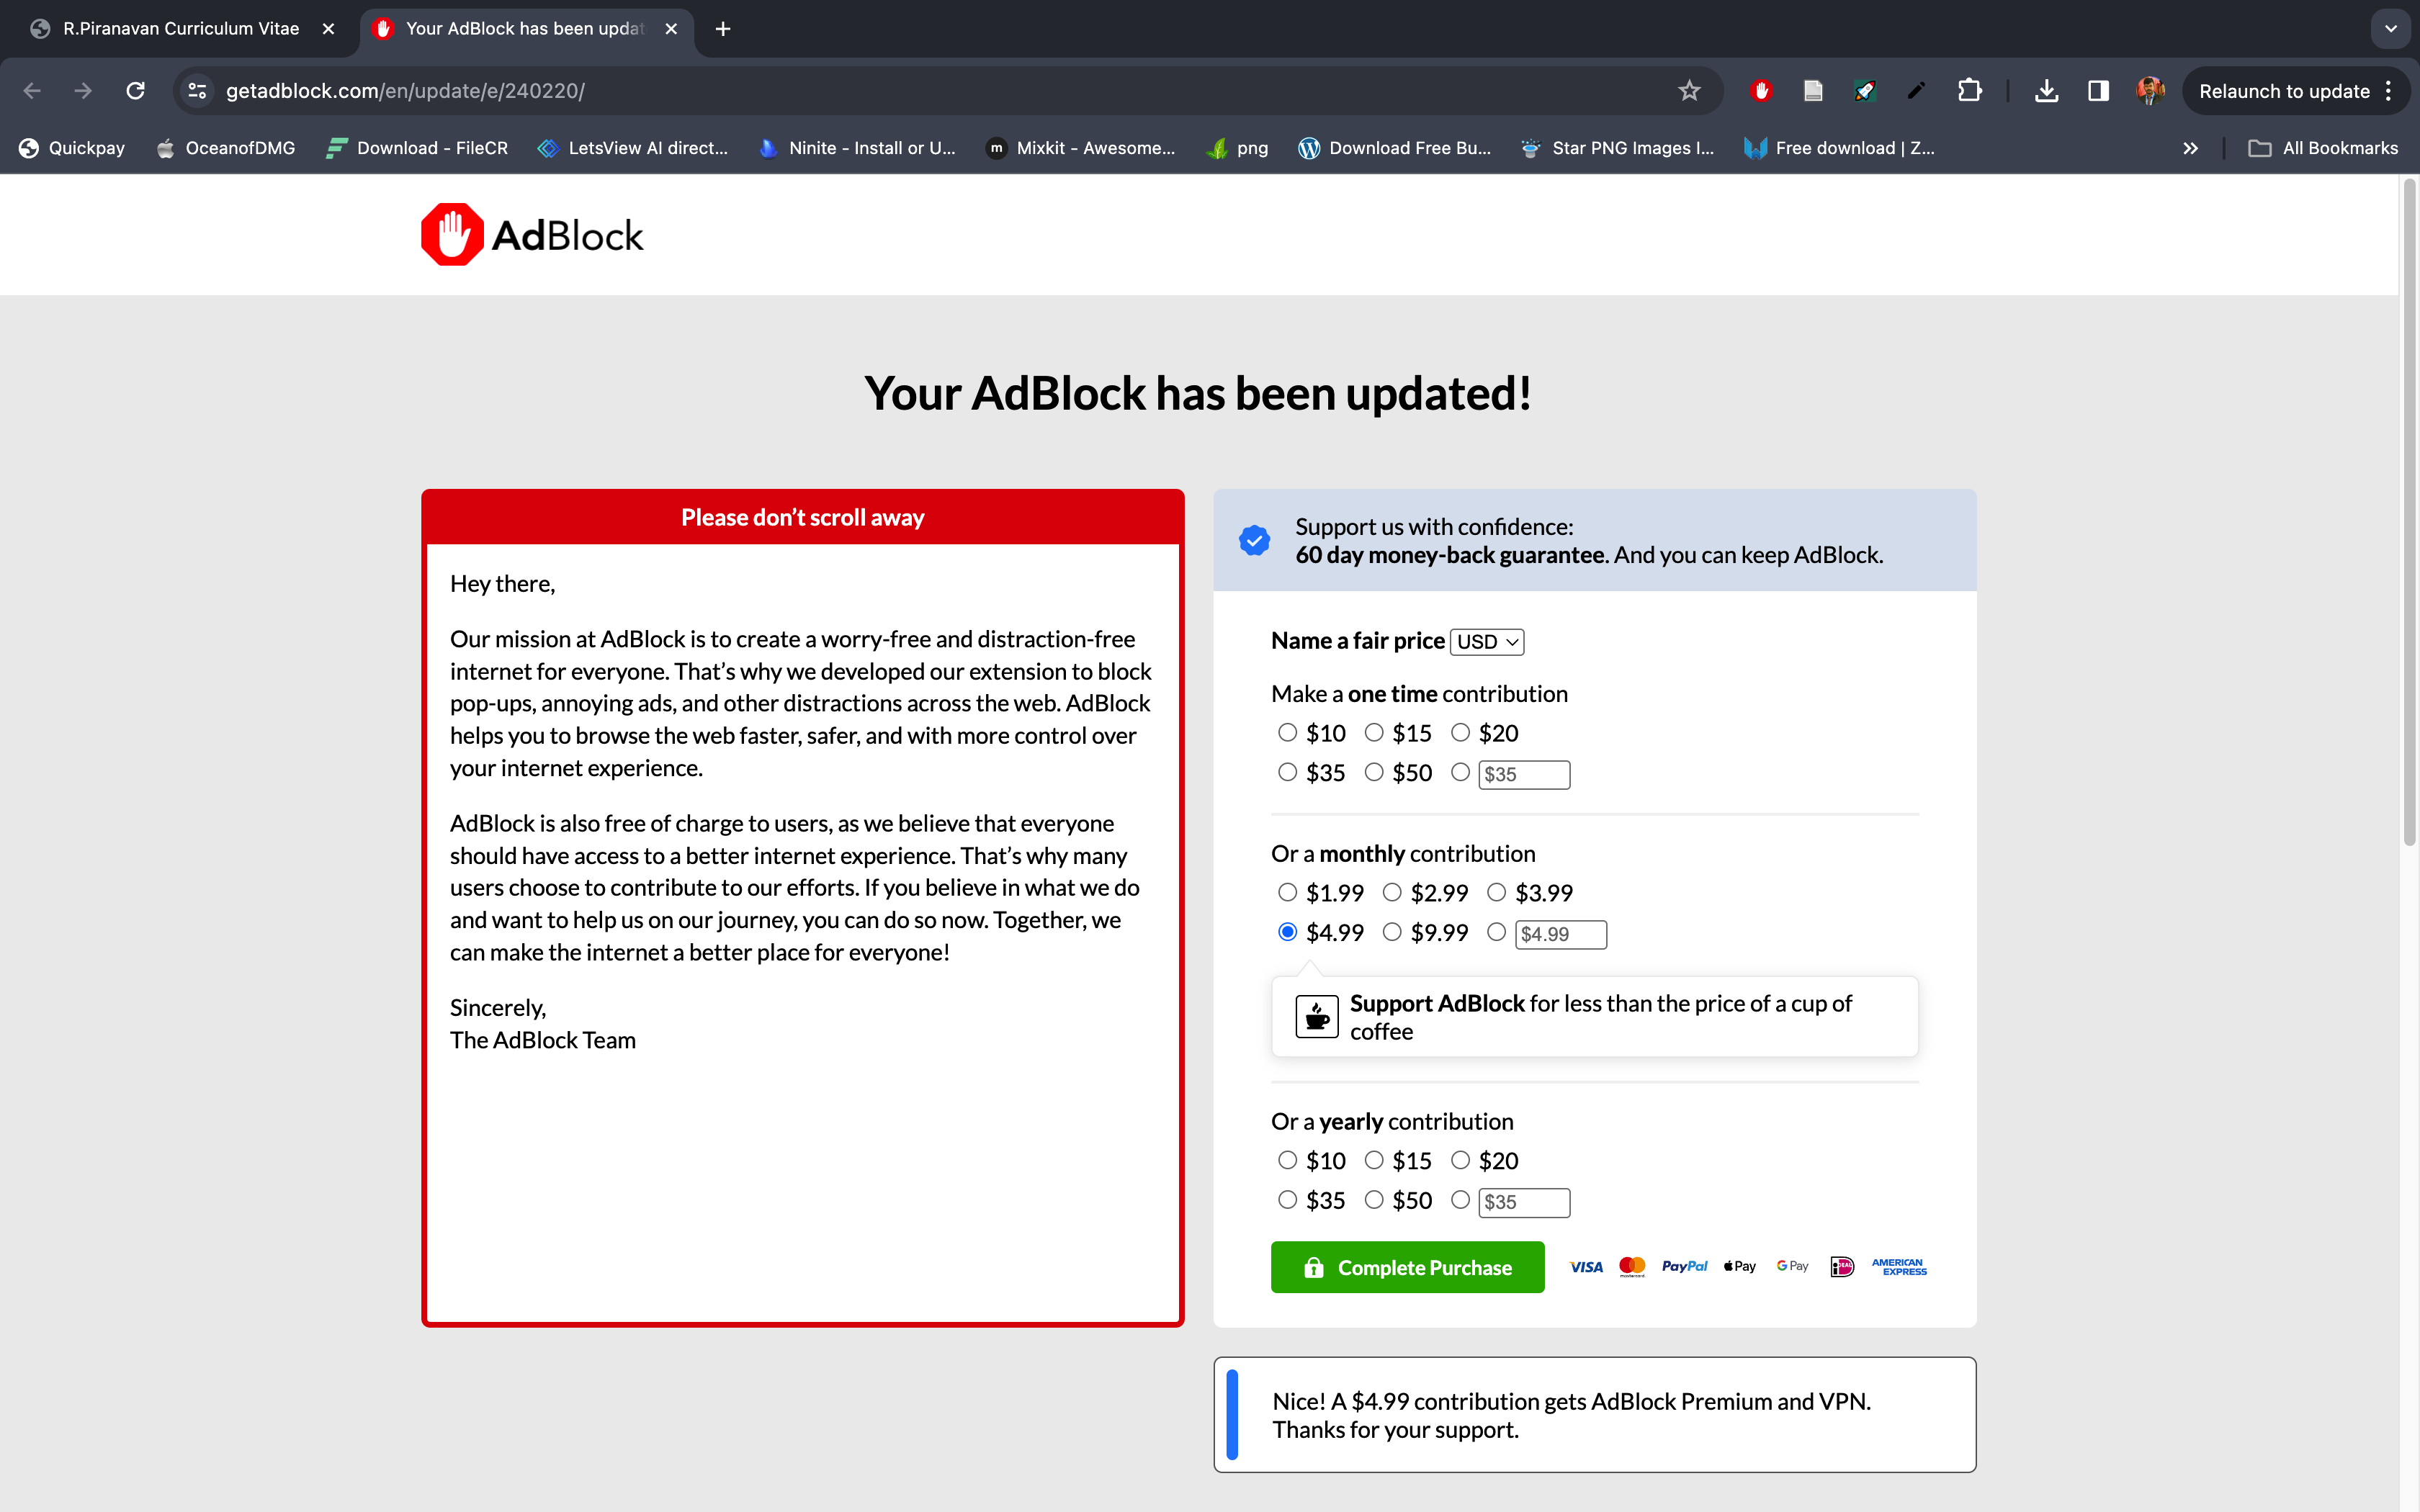 R.Piranavan Curriculum Vitae
Your AdBlock has been updat
getadblock.com/en/update/e/240220/
Relaunch to update
Quickpay
OceanofDMG
Download - FileCR
LetsView AI direct...
Ninite - Install or U...
m
Mixkit - Awesome...
png
Download Free Bu...
Star PNG Images I...
Free download | Z...
All Bookmarks
AdBlock
Your AdBlock has been updated!
Please don’t scroll away
Hey there,
Our mission at AdBlock is to create a worry-free and distraction-free
internet for everyone. That’s why we developed our extension to block
pop-ups, annoying ads, and other distractions across the web. AdBlock
helps you to browse the web faster, safer, and with more control over
your internet experience.
AdBlock is also free of charge to users, as we believe that everyone
should have access to a better internet experience. That’s why many
users choose to contribute to our efforts. If you believe in what we do
and want to help us on our journey, you can do so now. Together, we
can make the internet a better place for everyone!
Sincerely,
The AdBlock Team
Support us with confidence:
60 day money-back guarantee. And you can keep AdBlock.
Name a fair price USD
Make a one time contribution
$10 $15 $20
$35 $50 $35
Or a monthly contribution
$1.99 $2.99 $3.99
$4.99 $9.99 $4.99
Support AdBlock for less than the price of a cup of
coffee
Or a yearly contribution
$10 $15 $20
$35 $50 $35
Complete Purchase
VISA
mastercard
PayPal
Pay
G Pay
iDEAL
AMERICAN
EXPRESS
Nice! A $4.99 contribution gets AdBlock Premium and VPN.
Thanks for your support.